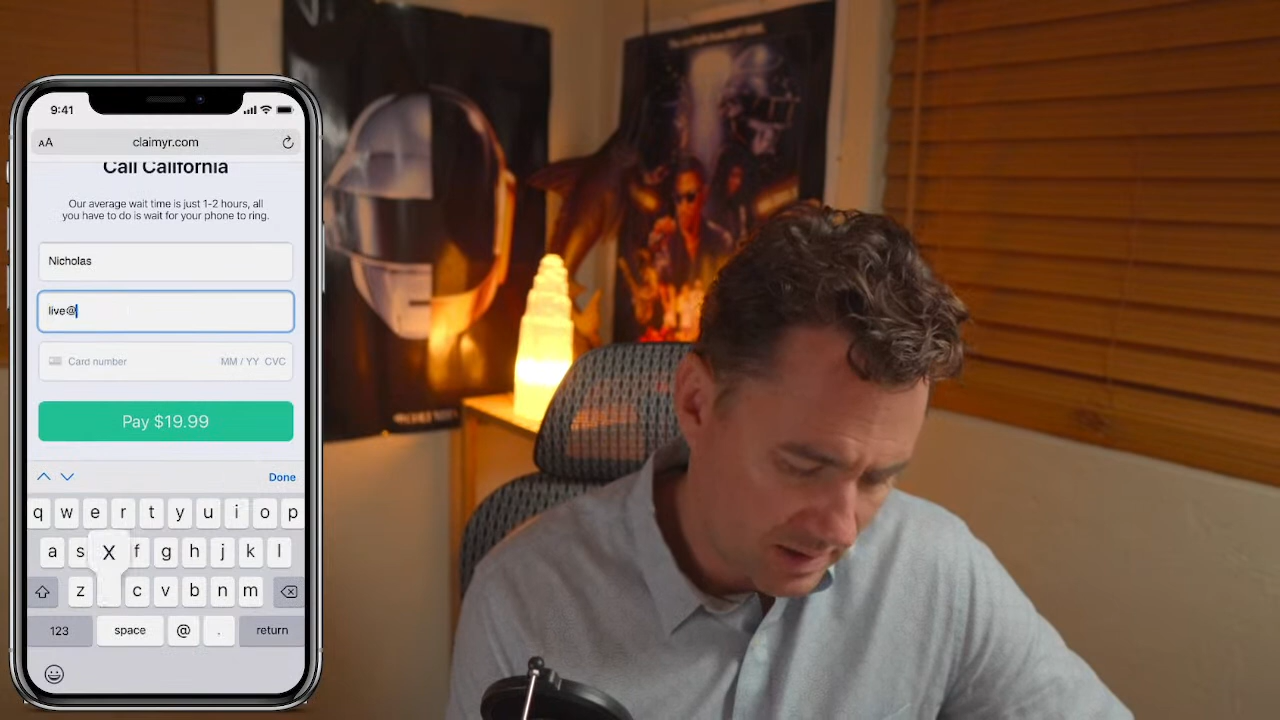 9:41
AA
claimyr.com
Call California
Our average wait time is just 1-2 hours, all
you have to do is wait for your phone to ring.
Nicholas
live@
Card number MM / YY CVC
Pay $19.99
Done
q w e r t y u i o p
a s X f g h j k l
z c v b n m
123 space @ . return